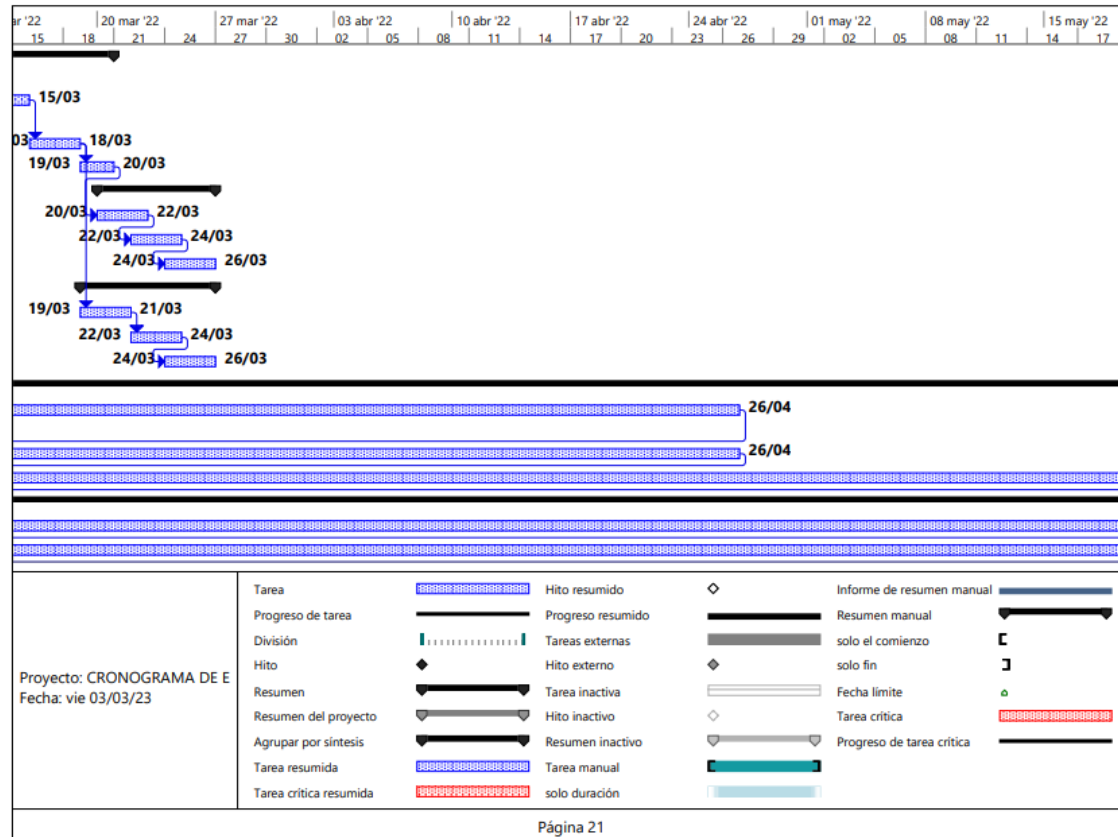 ar '22 20 mar '22 27 mar '22 03 abr '22 10 abr '22 17 abr '22 24 abr '22 01 may '22 08 may '22 15 may '22
15 18 21 24 27 30 02 05 08 11 14 17 20 23 26 29 02 05 08 11 14 17
15/03
03 18/03
19/03 20/03
20/03 22/03
22/03 24/03
24/03 26/03
19/03 21/03
22/03 24/03
24/03 26/03
26/04
26/04
Proyecto: CRONOGRAMA DE E
Fecha: vie 03/03/23
Tarea Hito resumido Informe de resumen manual
Progreso de tarea Progreso resumido Resumen manual
División Tareas externas solo el comienzo
Hito Hito externo solo fin
Resumen Tarea inactiva Fecha límite
Resumen del proyecto Hito inactivo Tarea crítica
Agrupar por síntesis Resumen inactivo Progreso de tarea crítica
Tarea resumida Tarea manual
Tarea crítica resumida solo duración
Página 21